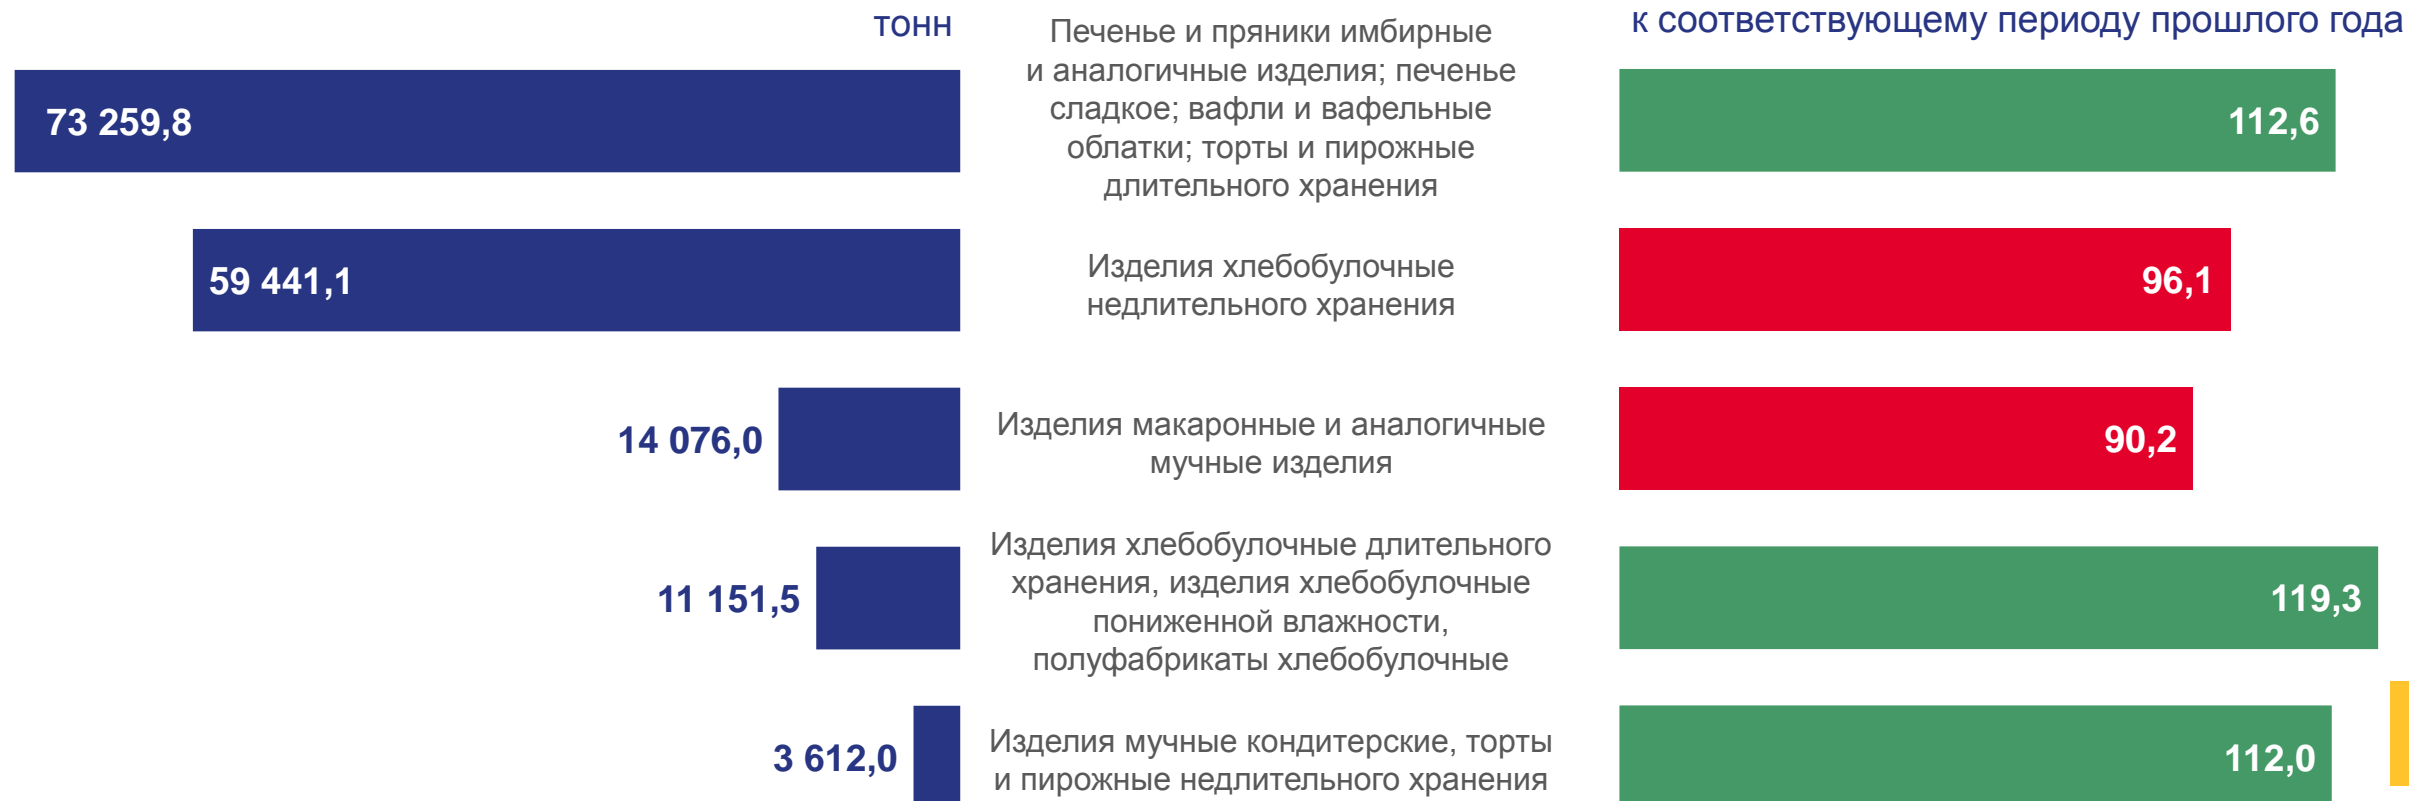 тонн
к соответствующему периоду прошлого года
73 259,8
Печенье и пряники имбирные
и аналогичные изделия; печенье
сладкое; вафли и вафельные
облатки; торты и пирожные
длительного хранения
112,6
59 441,1
Изделия хлебобулочные
недлительного хранения
96,1
14 076,0
Изделия макаронные и аналогичные
мучные изделия
90,2
11 151,5
Изделия хлебобулочные длительного
хранения, изделия хлебобулочные
пониженной влажности,
полуфабрикаты хлебобулочные
119,3
3 612,0
Изделия мучные кондитерские, торты
и пирожные недлительного хранения
112,0